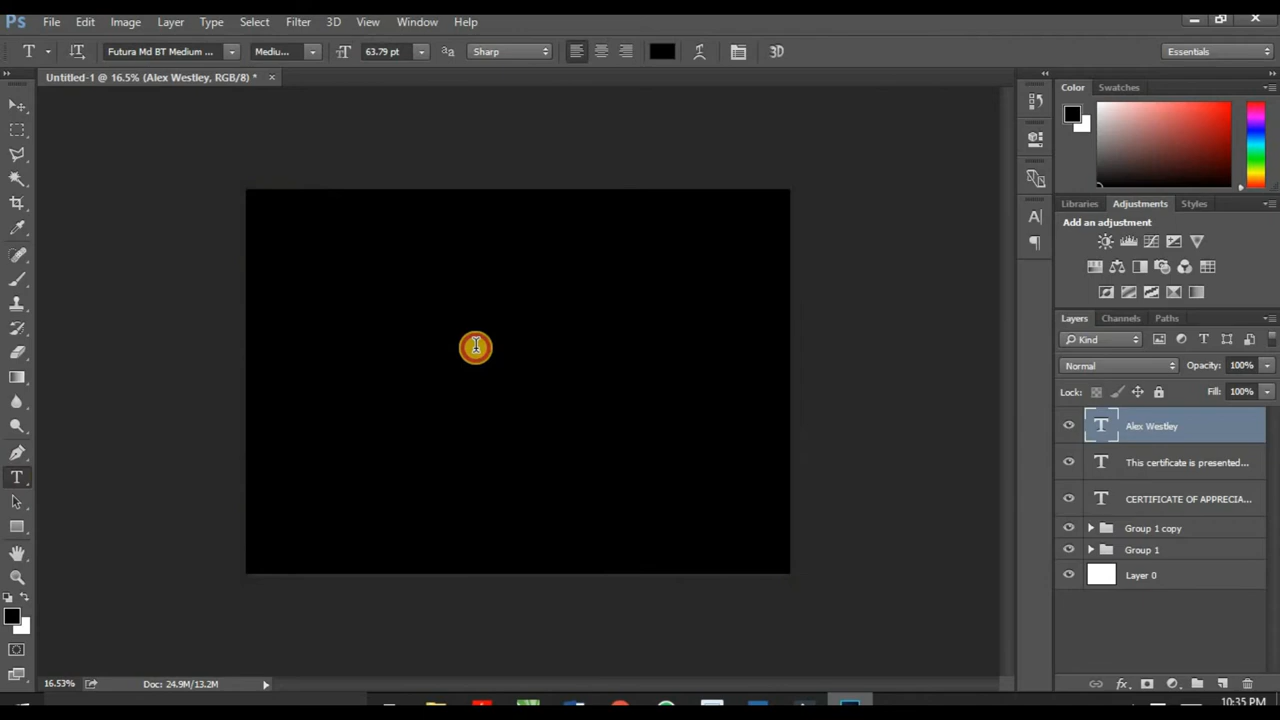 Ps File Edit Image Layer Type Select Filter 3D View Window Help
T Futura Md BT Medium ... Mediu... 63.79 pt aa Sharp 3D Essentials
Untitled-1 @ 16.5% (Alex Westley, RGB/8) *
Color Swatches
Libraries Adjustments Styles
Add an adjustment
Layers Channels Paths
Kind
Normal Opacity: 100%
Lock: Fill: 100%
T Alex Westley
T This certificate is presented...
T CERTIFICATE OF APPRECIA...
Group 1 copy
Group 1
Layer 0
16.53% Doc: 24.9M/13.2M
fx
10:35 PM